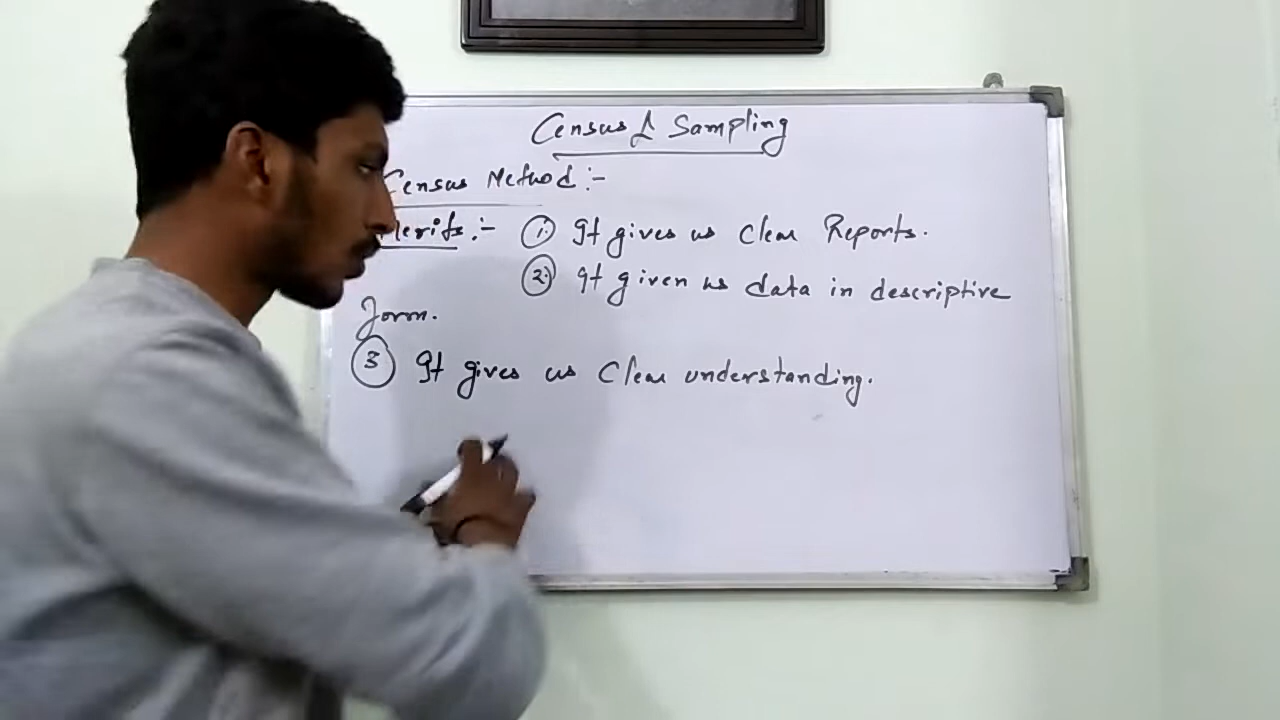 Census & Sampling
Census Method :-
Merits :- ① It gives us Clear Reports.
② It given us data in descriptive
Form.
③ It gives us Clear understanding.